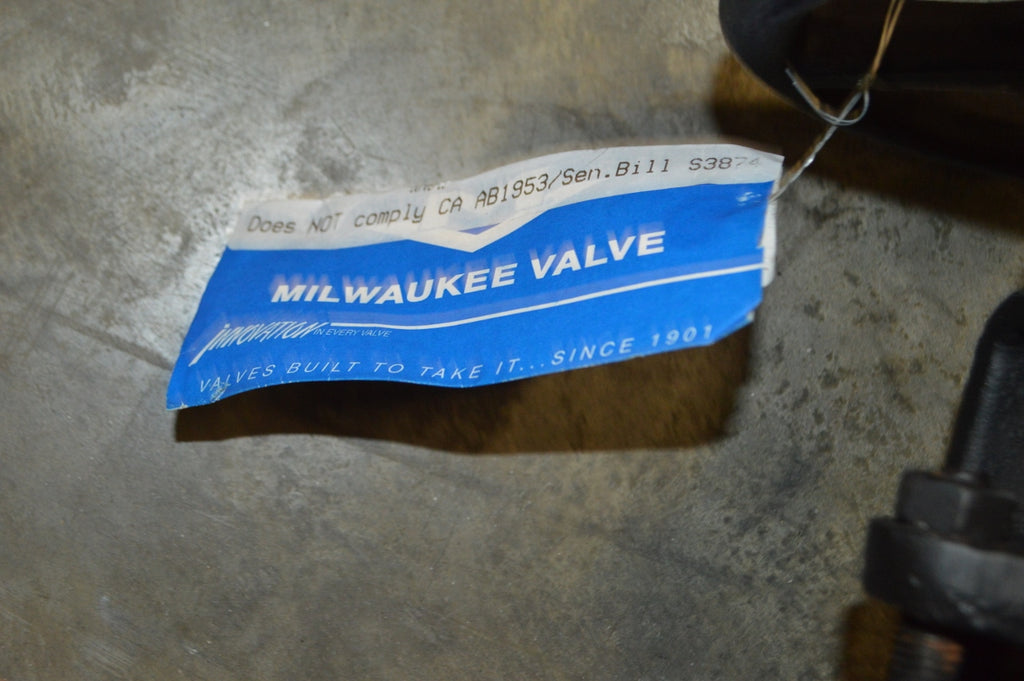 Does NOT comply CA AB1953/Sen.Bill S3874
MILWAUKEE VALVE
INNOVATION IN EVERY VALVE
VALVES BUILT TO TAKE IT...SINCE 1901